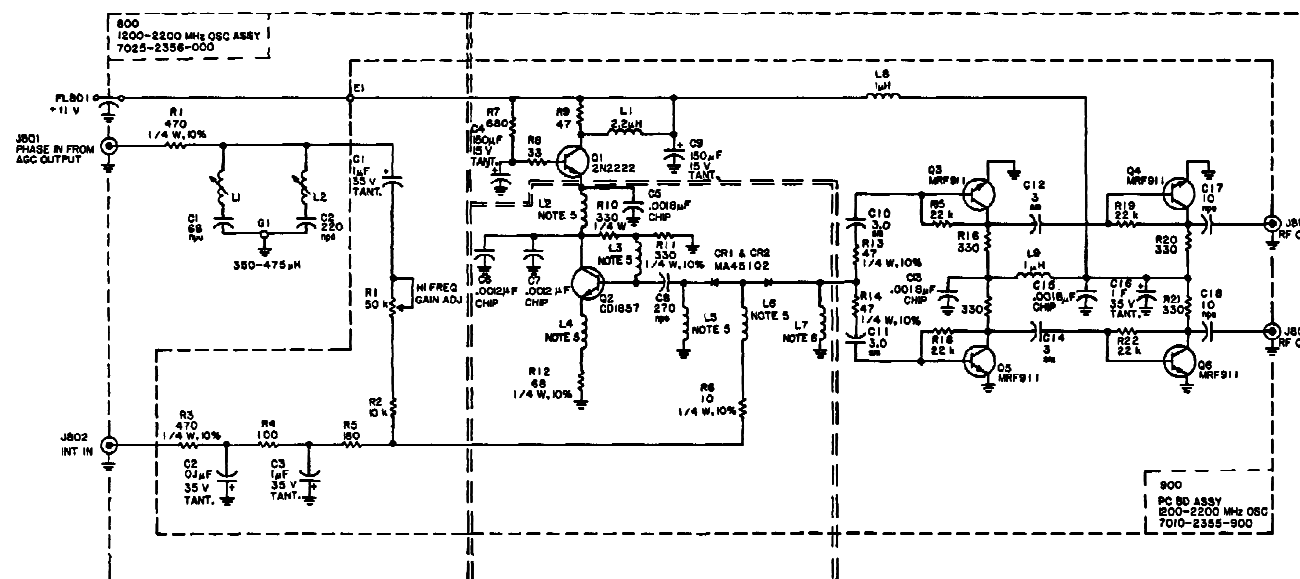 800
1200-2200 MHz OSC ASSY
7025-2356-000
FL801
+11 V
E1
J801
PHASE IN FROM
AGC OUTPUT
R1
470
1/4 W, 10%
L1
C1
68
L2
C2
220
npo
G1
350-475 µH
C1
1µF
35 V
TANT.
R1
50 k
HI FREQ
GAIN ADJ
R2
10 k
J802
INT IN
R3
470
1/4 W, 10%
R4
100
R5
180
C2
35 V
TANT.
C3
1µF
35 V
TANT.
R7
680
C4
150µF
15 V
TANT.
R8
33
R9
47
L1
2.2µH
Q1
2N2222
C9
150µF
15 V
TANT.
L2
NOTE 5
C5
.0018µF
CHIP
R10
330
1/4 W
L3
NOTE 5
R11
330
1/4 W, 10%
C6
.0012µF
CHIP
C7
.0012µF
CHIP
Q2
CD1857
C8
270
npo
CR1 & CR2
MA45102
L4
NOTE 5
L5
NOTE 5
L6
NOTE 5
L7
R12
68
1/4 W, 10%
R6
10
1/4 W, 10%
L8
1µH
C10
3.0
R13
47
1/4 W, 10%
R14
47
1/4 W, 10%
C11
3.0
Q3
MRF911
22 k
R16
330
C12
3
Q4
MRF911
R19
22 k
C17
10
R20
330
L9
1µH
.0018µF
CHIP
330
C15
.0018µF
CHIP
C16
1F
35 V
TANT.
R21
330
C18
10
R18
22 k
Q5
MRF911
C14
3
R22
22 k
Q6
MRF911
RF
RF
900
PC BD ASSY
1200-2200 MHz OSC
7010-2355-900